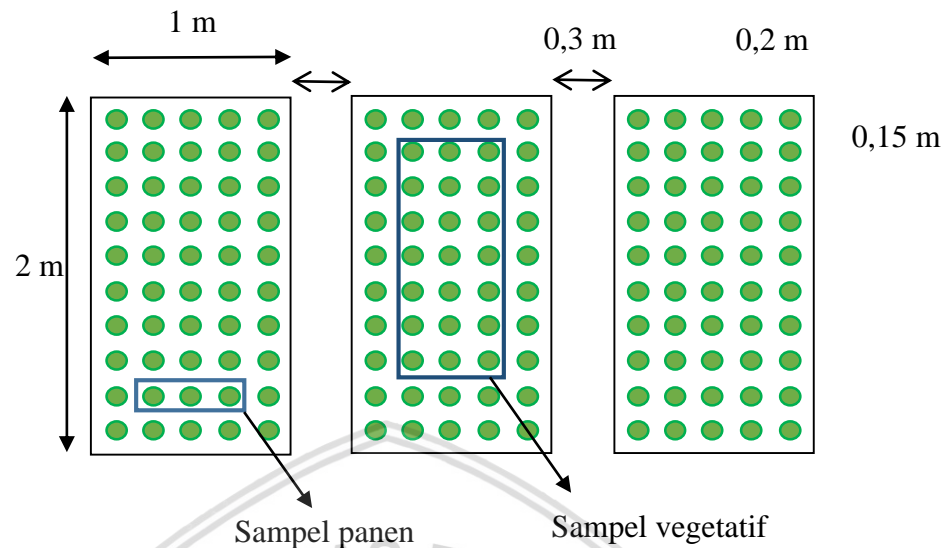 1 m
0,3 m
0,2 m
0,15 m
2 m
Sampel panen
Sampel vegetatif